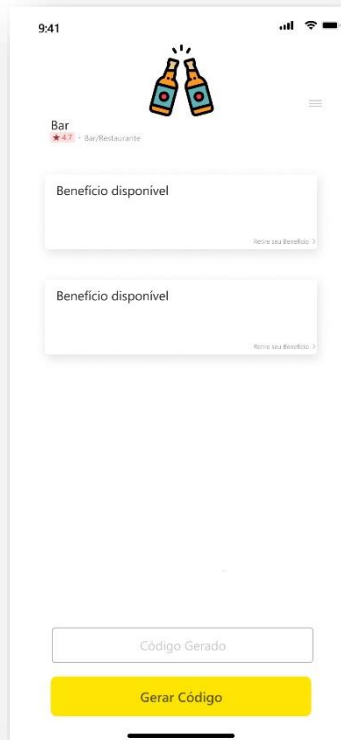 9:41
Bar
★ 4.7 • Bar/Restaurante
Benefício disponível
Retire seu Benefício >
Benefício disponível
Retire seu Benefício >
Código Gerado
Gerar Código